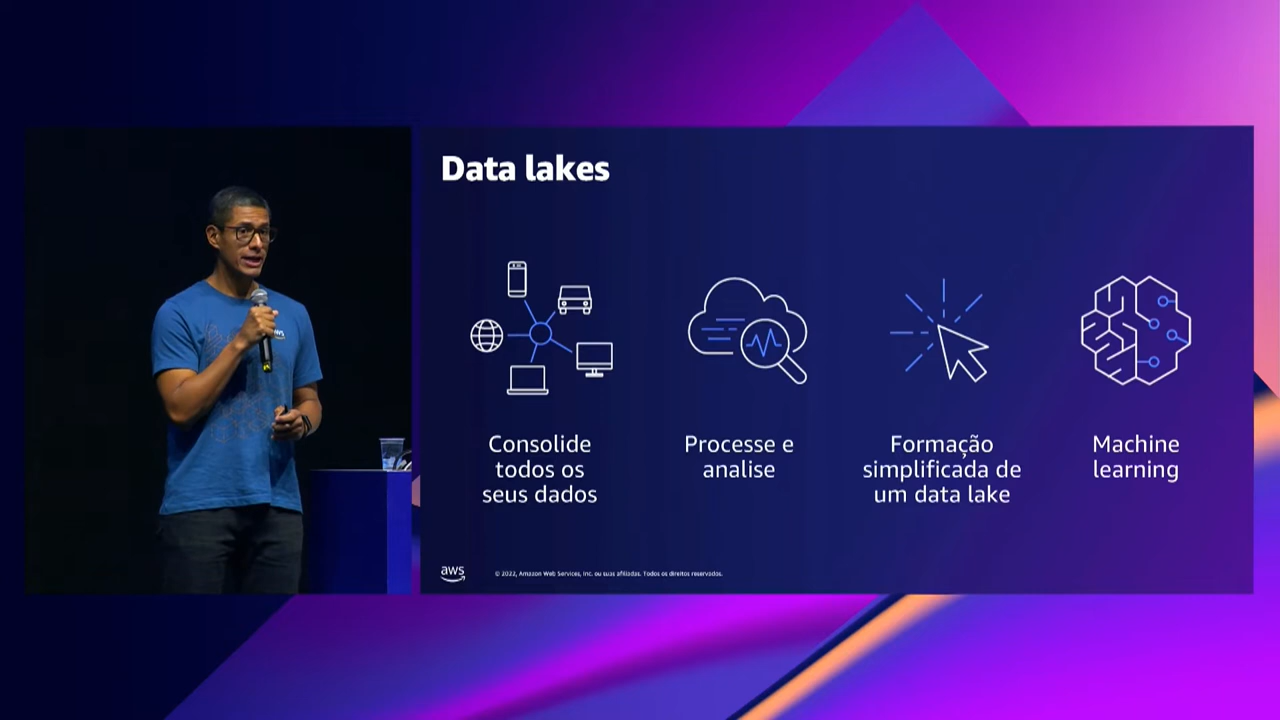 Data lakes
Consolide
todos os
seus dados
Processe e
analise
Formação
simplificada de
um data lake
Machine
learning
aws
© 2022, Amazon Web Services, Inc. ou suas afiliadas. Todos os direitos reservados.
aws